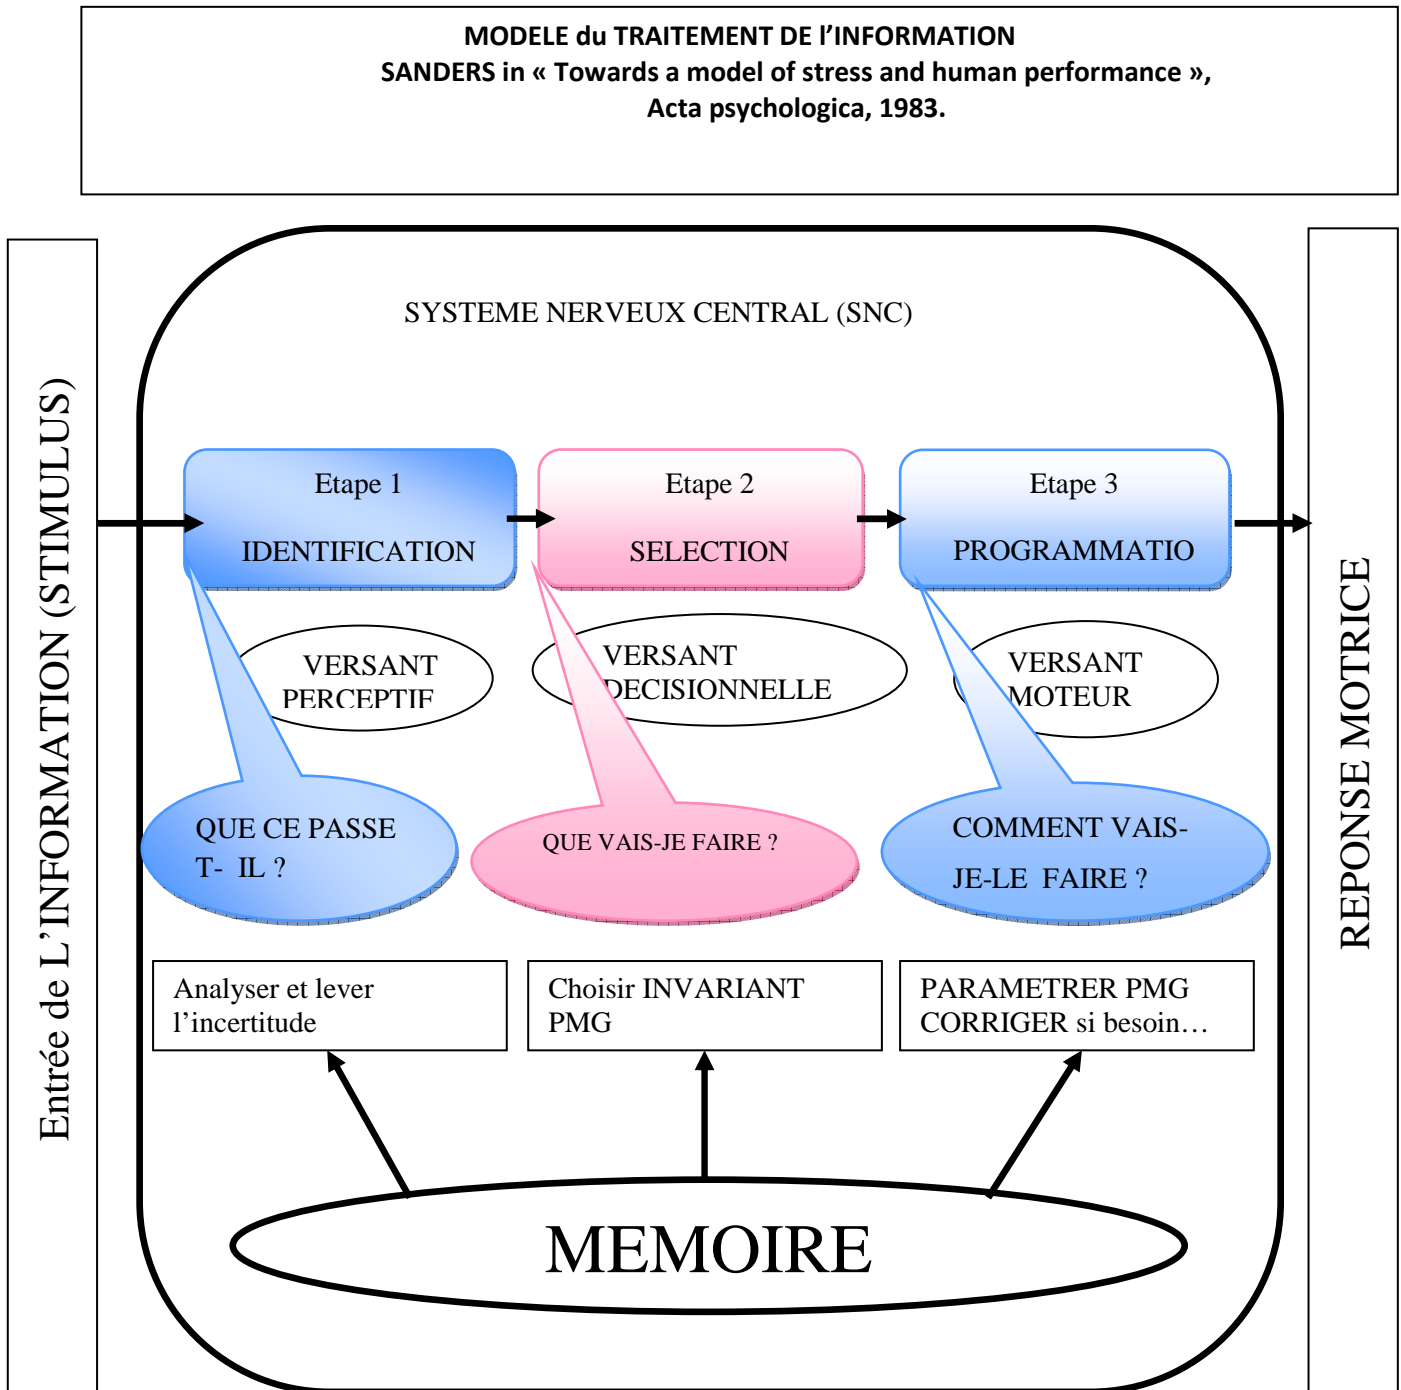 MODELE du TRAITEMENT DE l'INFORMATION
SANDERS in « Towards a model of stress and human performance »,
Acta psychologica, 1983.
Entrée de L'INFORMATION (STIMULUS)
SYSTEME NERVEUX CENTRAL (SNC)
Etape 1
IDENTIFICATION
Etape 2
SELECTION
Etape 3
PROGRAMMATIO
VERSANT
PERCEPTIF
VERSANT
DECISIONNELLE
VERSANT
MOTEUR
QUE CE PASSE
T- IL ?
QUE VAIS-JE FAIRE ?
COMMENT VAIS-
JE-LE FAIRE ?
Analyser et lever
l'incertitude
Choisir INVARIANT
PMG
PARAMETRER PMG
CORRIGER si besoin…
MEMOIRE
REPONSE MOTRICE